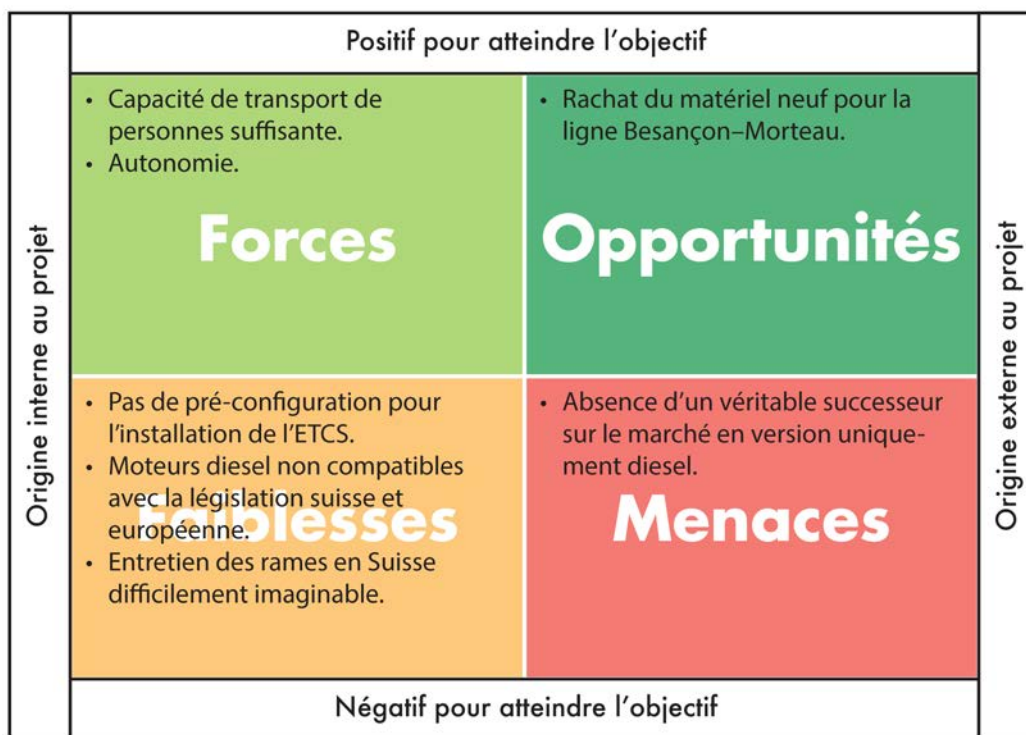 Positif pour atteindre l’objectif
Origine interne au projet
• Capacité de transport de
personnes suffisante.
• Autonomie.
Forces
• Rachat du matériel neuf pour la
ligne Besançon–Morteau.
Opportunités
• Pas de pré-configuration pour
l’installation de l’ETCS.
• Moteurs diesel non compatibles
avec la législation suisse et
européenne.
Faiblesses
• Entretien des rames en Suisse
difficilement imaginable.
• Absence d’un véritable successeur
sur le marché en version unique-
ment diesel.
Menaces
Origine externe au projet
Négatif pour atteindre l’objectif